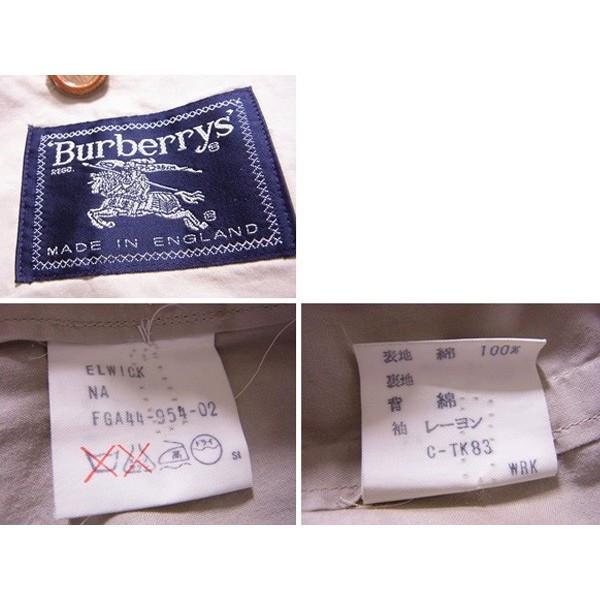 'Burberrys'
REGD.
MADE IN ENGLAND
ELWICK
NA
FGA44-954-02
高
ドライ
表地 綿 100%
裏地
背 綿
袖 レーヨン
C-TK83
WRK